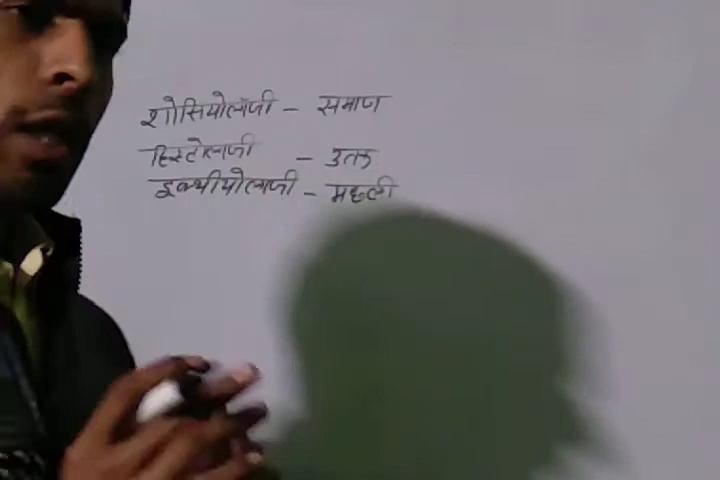 शोसियोलॉजी – समाज
हिस्टोलाजी – उतक
इक्थीयोलाजी – मछली